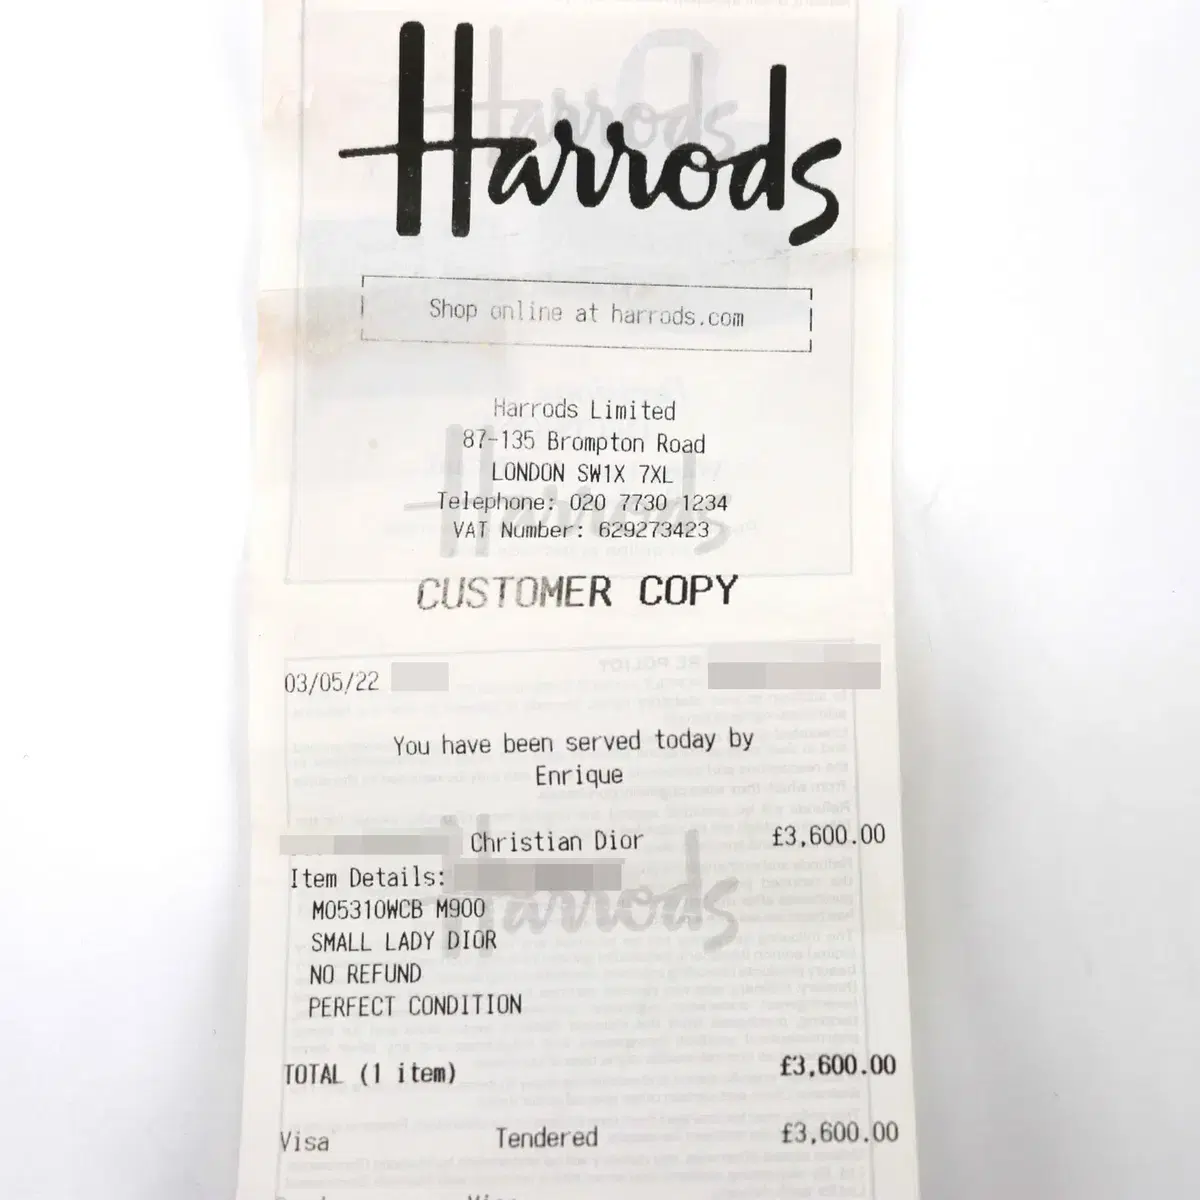 Harrods
Shop online at harrods.com
Harrods Limited
87-135 Brompton Road
LONDON SW1X 7XL
Telephone: 020 7730 1234
VAT Number: 629273423
CUSTOMER COPY
03/05/22
You have been served today by
Enrique
Christian Dior £3,600.00
Item Details:
M05310WCB M900
SMALL LADY DIOR
NO REFUND
PERFECT CONDITION
TOTAL (1 item) £3,600.00
Visa Tendered £3,600.00